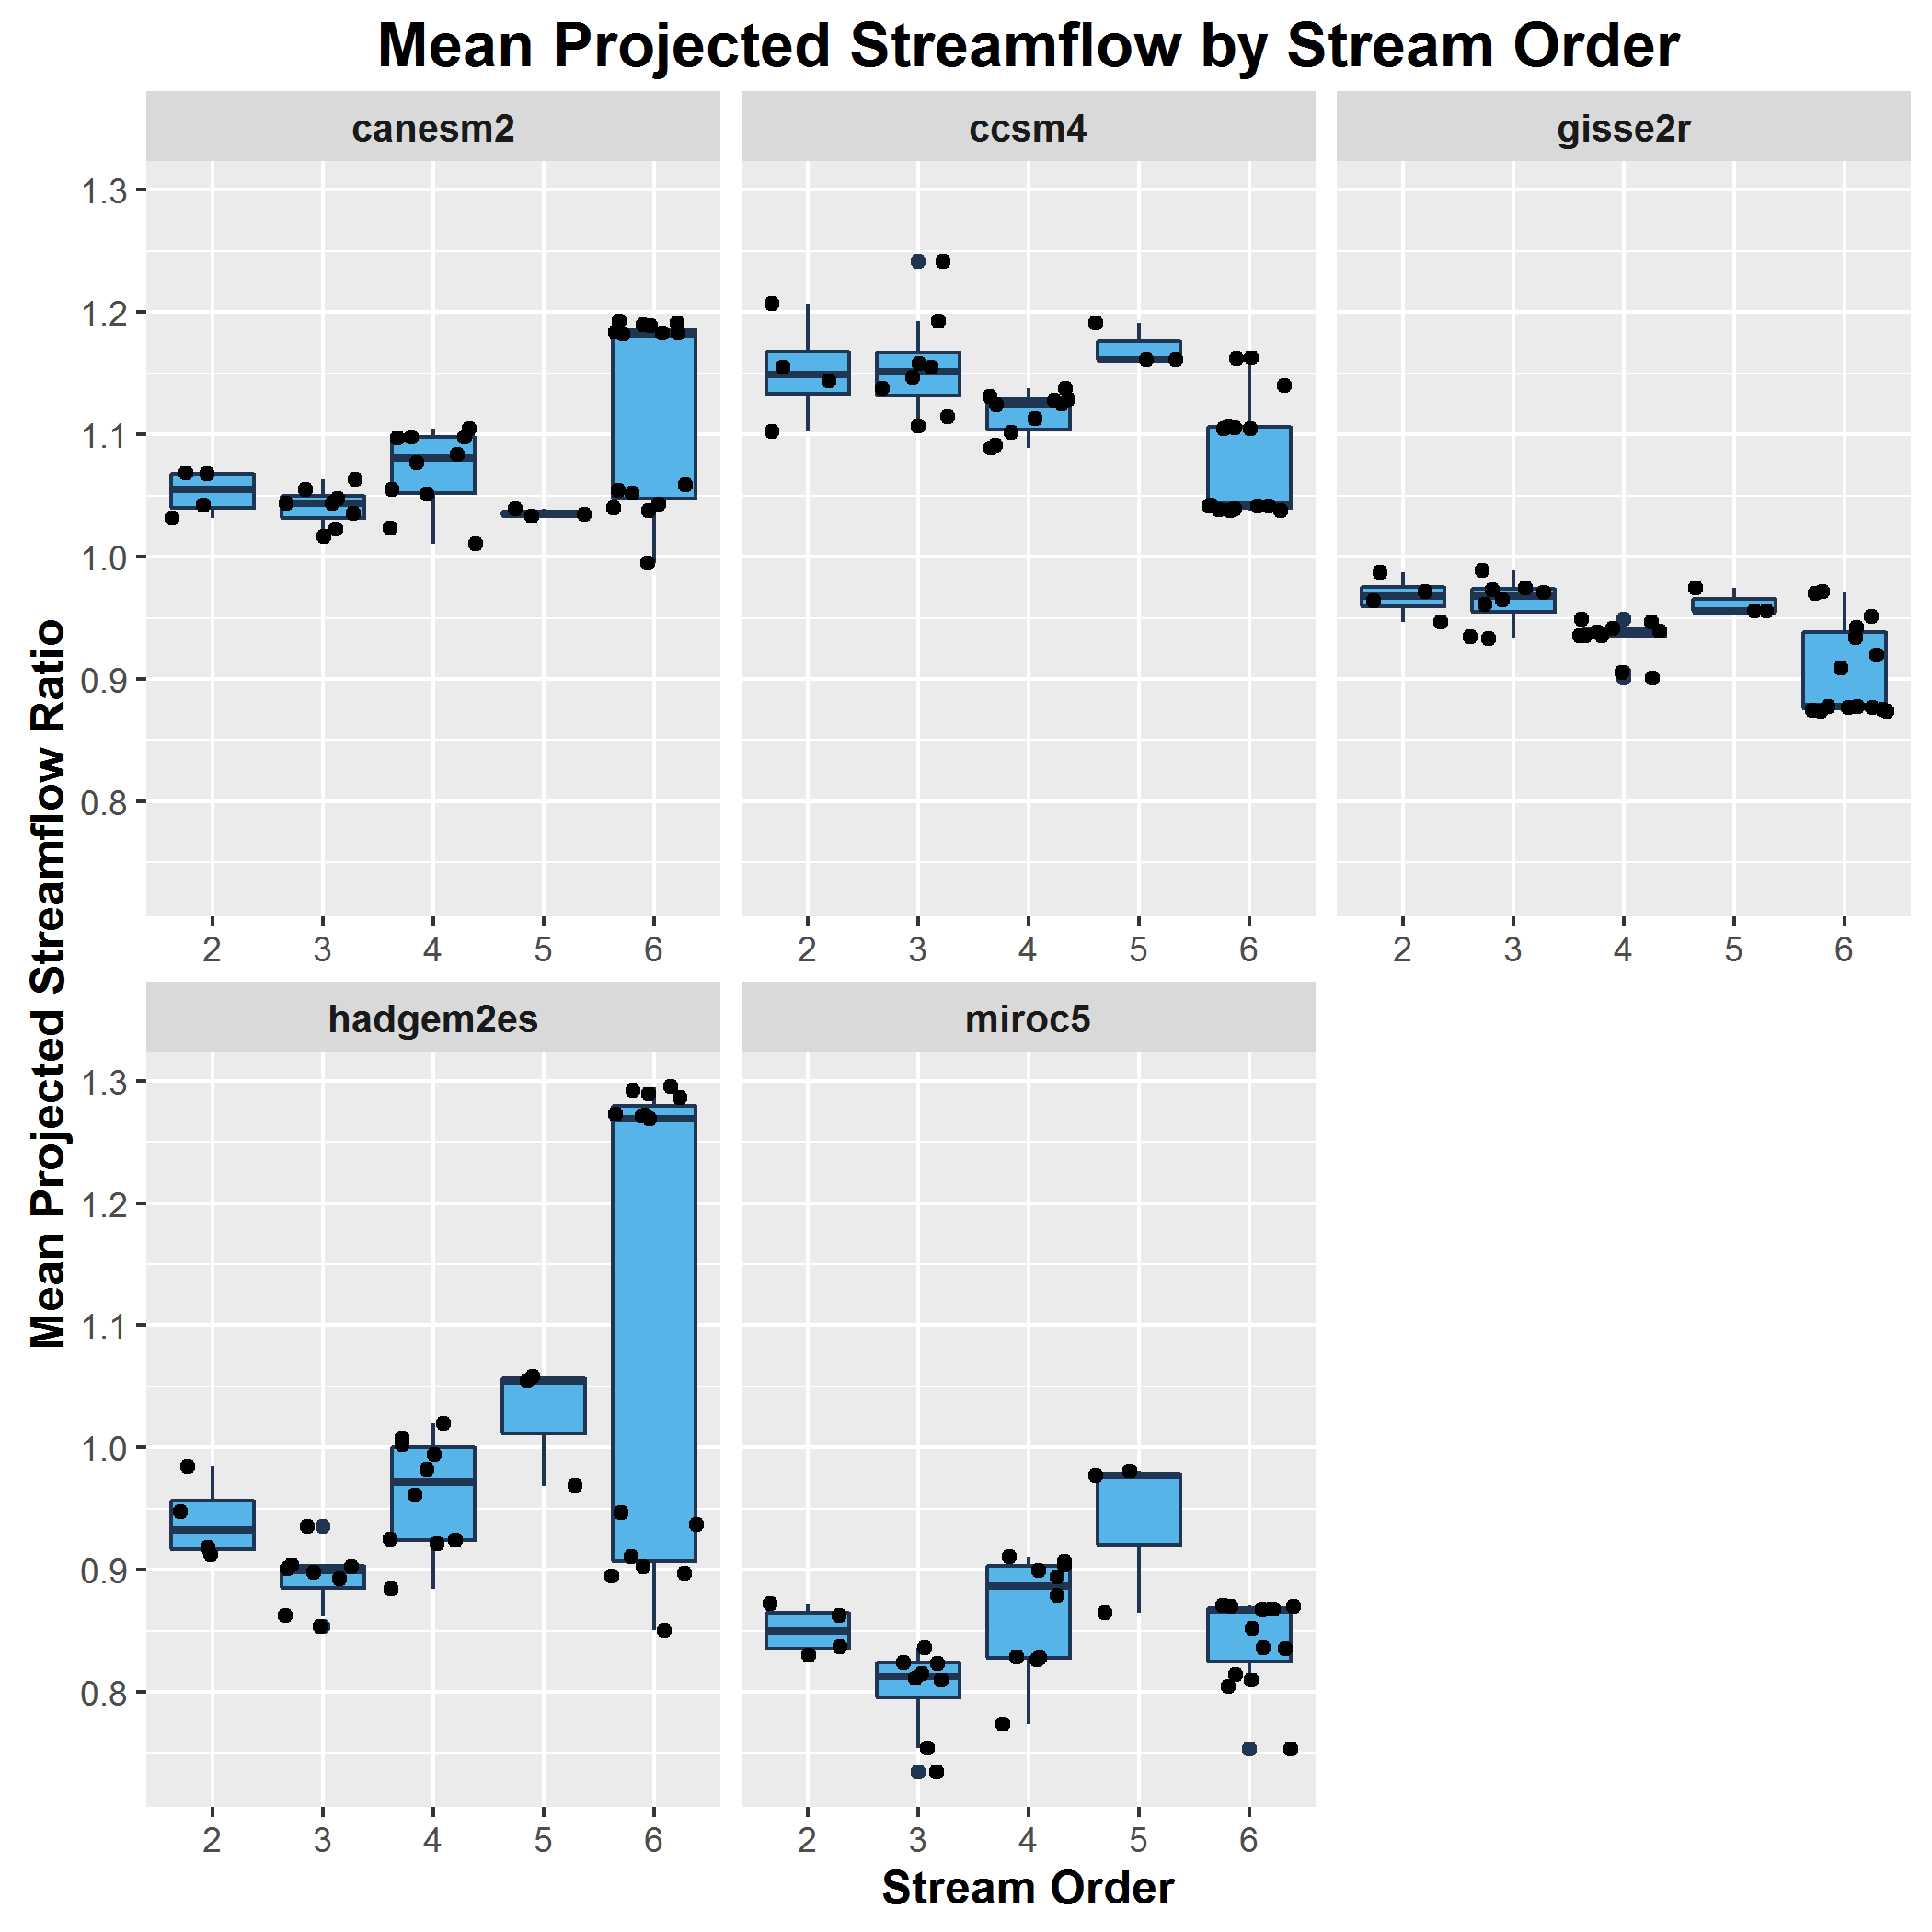 Mean Projected Streamflow by Stream Order
canesm2
ccsm4
gisse2r
1.3
1.2
1.1
1.0
0.9
0.8
2 3 4 5 6
2 3 4 5 6
2 3 4 5 6
Mean Projected Streamflow Ratio
hadgem2es
miroc5
1.3
1.2
1.1
1.0
0.9
0.8
2 3 4 5 6
2 3 4 5 6
Stream Order